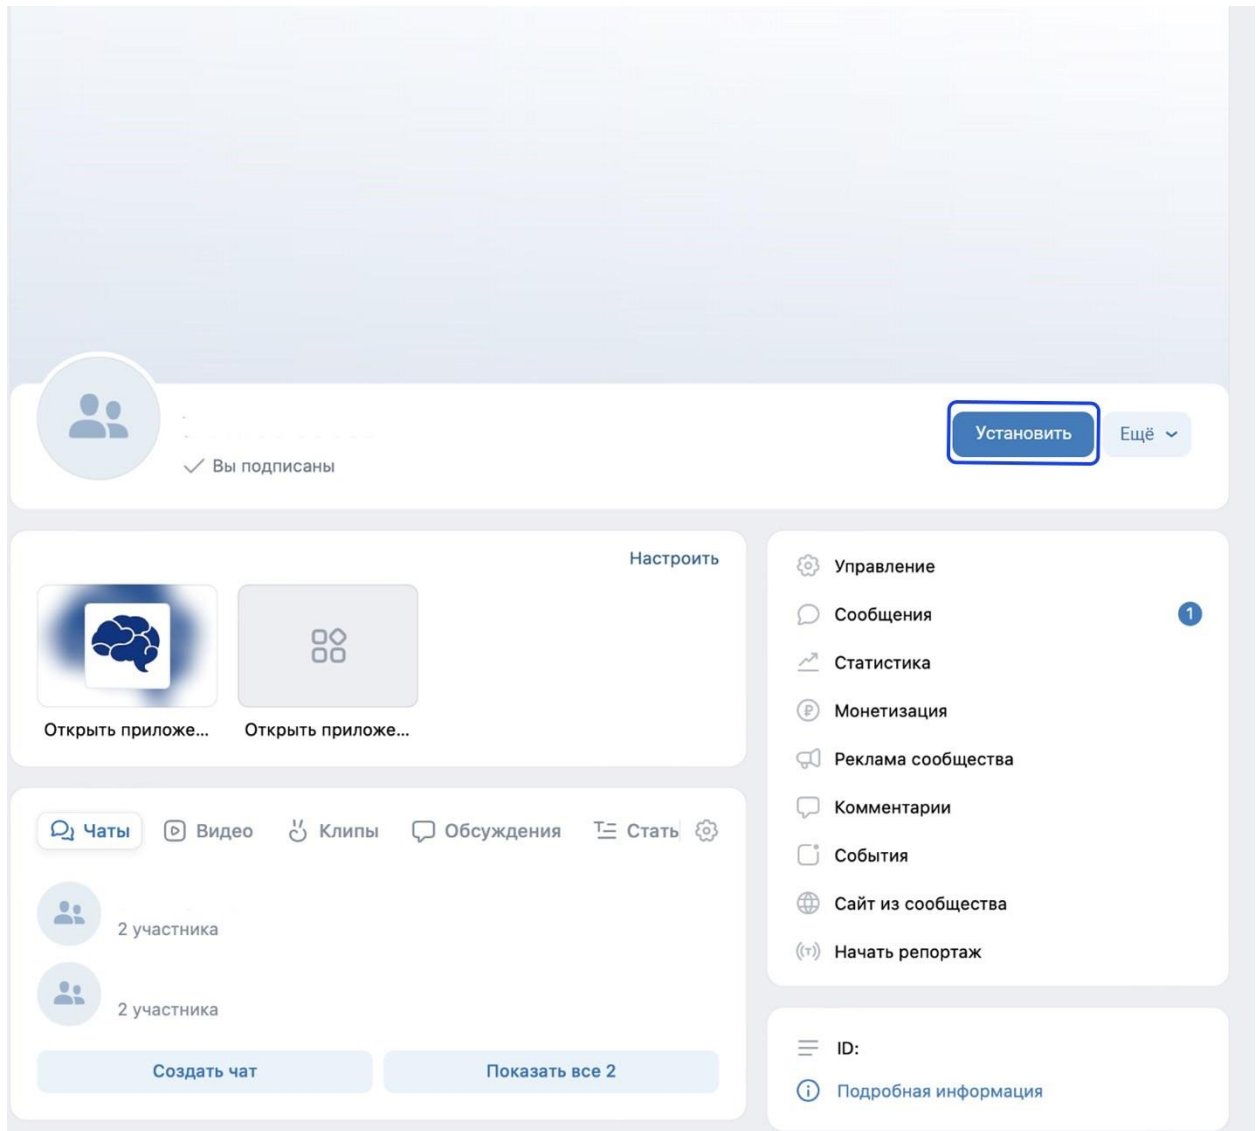 Вы подписаны
Установить
Ещё
Настроить
Открыть приложе...
Открыть приложе...
Чаты
Видео
Клипы
Обсуждения
Стать
2 участника
2 участника
Создать чат
Показать все 2
Управление
Сообщения
1
Статистика
Монетизация
Реклама сообщества
Комментарии
События
Сайт из сообщества
Начать репортаж
ID:
Подробная информация